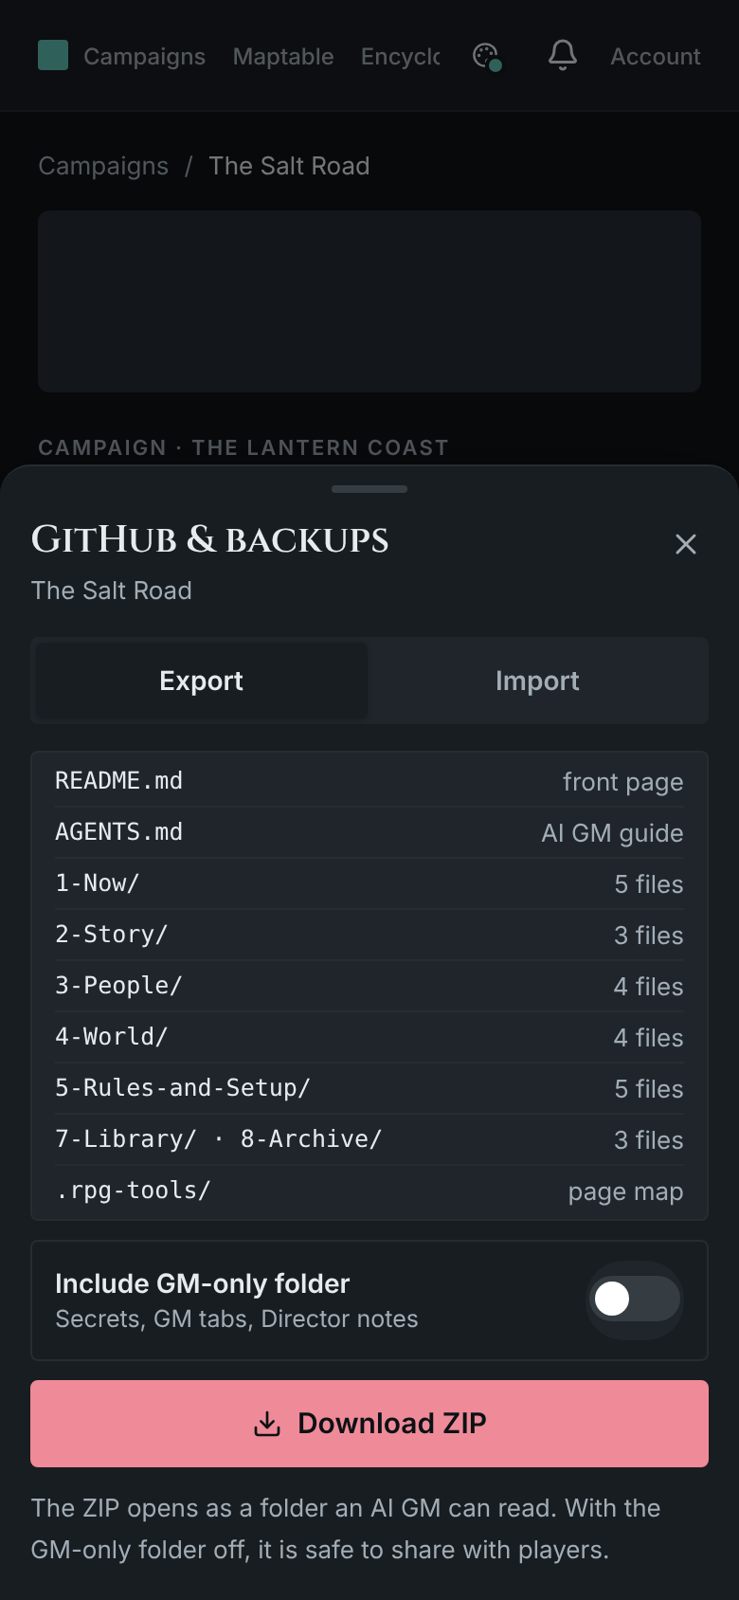 Campaigns Maptable Encyclc Account
Campaigns / The Salt Road
CAMPAIGN · THE LANTERN COAST
GitHub & backups
The Salt Road
Export Import
README.md front page
AGENTS.md AI GM guide
1-Now/ 5 files
2-Story/ 3 files
3-People/ 4 files
4-World/ 4 files
5-Rules-and-Setup/ 5 files
7-Library/ · 8-Archive/ 3 files
.rpg-tools/ page map
Include GM-only folder
Secrets, GM tabs, Director notes
Download ZIP
The ZIP opens as a folder an AI GM can read. With the
GM-only folder off, it is safe to share with players.